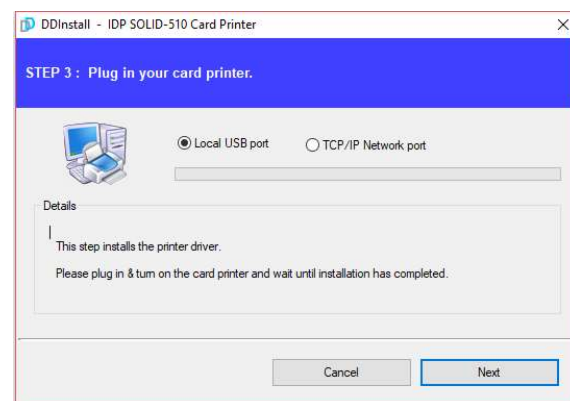 DDInstall - IDP SOLID-510 Card Printer
STEP 3 : Plug in your card printer.
Local USB port TCP/IP Network port
Details
This step installs the printer driver.
Please plug in & turn on the card printer and wait until installation has completed.
Cancel Next